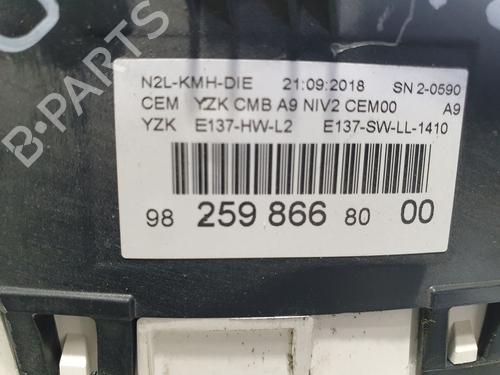 N2L-KMH-DIE 21:09:2018 SN 2-0590
CEM YZK CMB A9 NIV2 CEM00 A9
YZK E137-HW-L2 E137-SW-LL-1410
98 259 866 80 00
B-PARTS